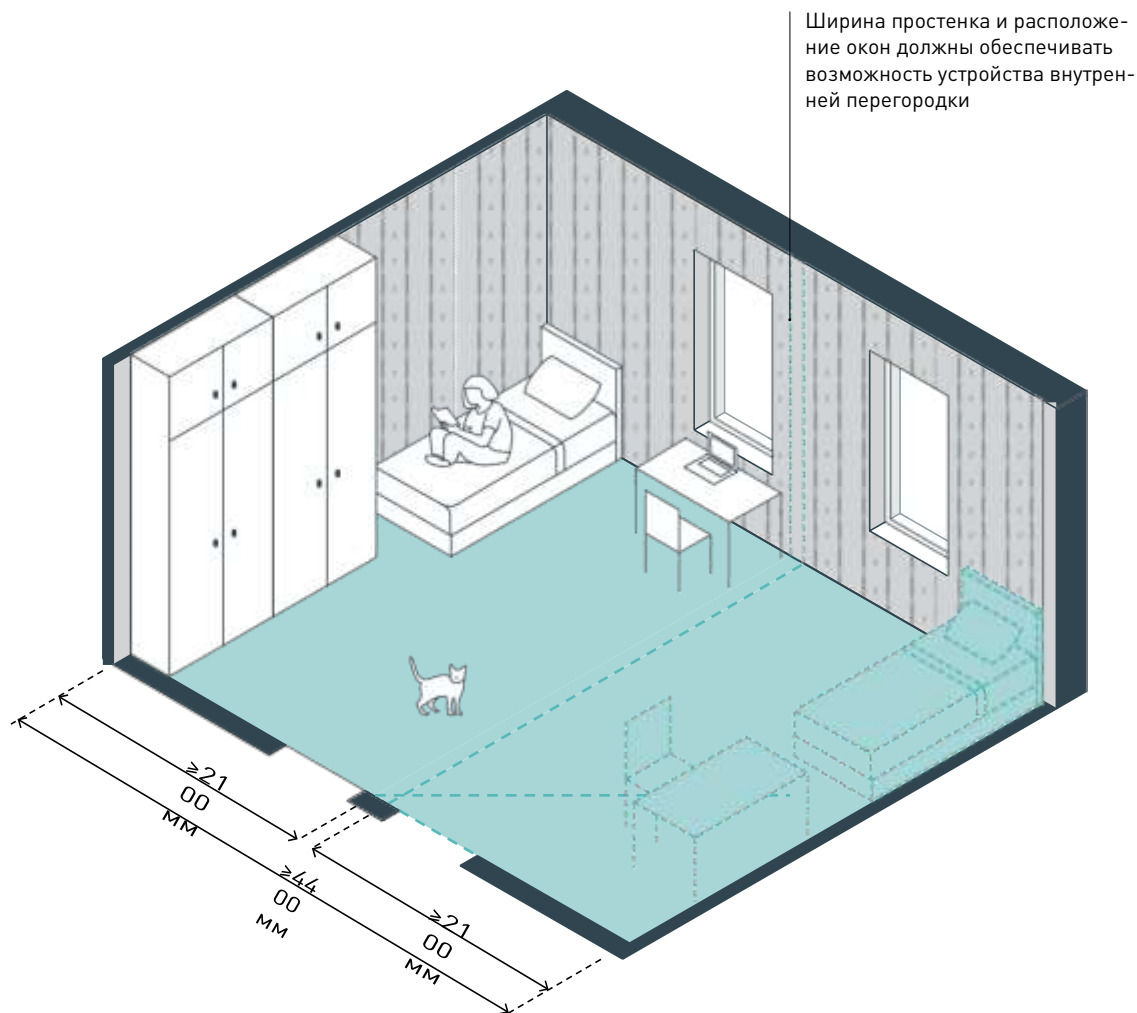 Ширина простенка и расположе-
ние окон должны обеспечивать
возможность устройства внутрен-
ней перегородки
≥21
00
мм
≥44
00
мм
≥21
00
мм